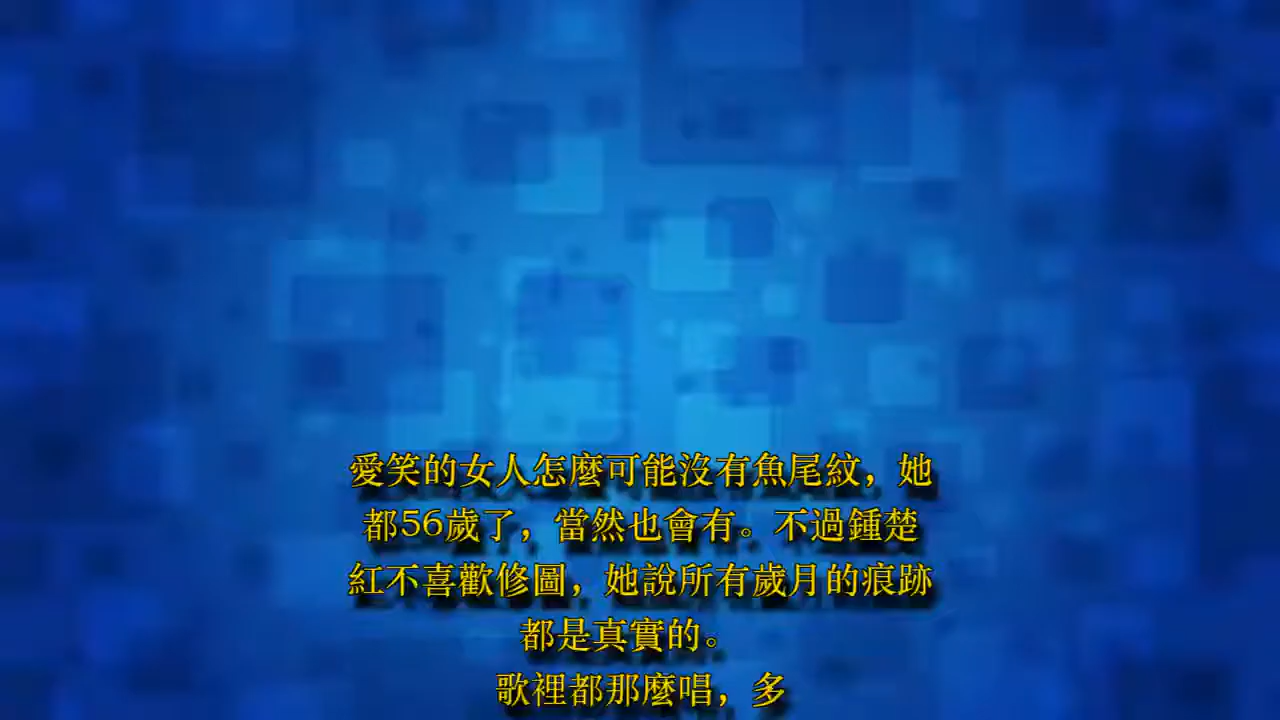 愛笑的女人怎麼可能沒有魚尾紋，她
都56歲了，當然也會有。不過鍾楚
紅不喜歡修圖，她說所有歲月的痕跡
都是真實的。
歌裡都那麼唱，多